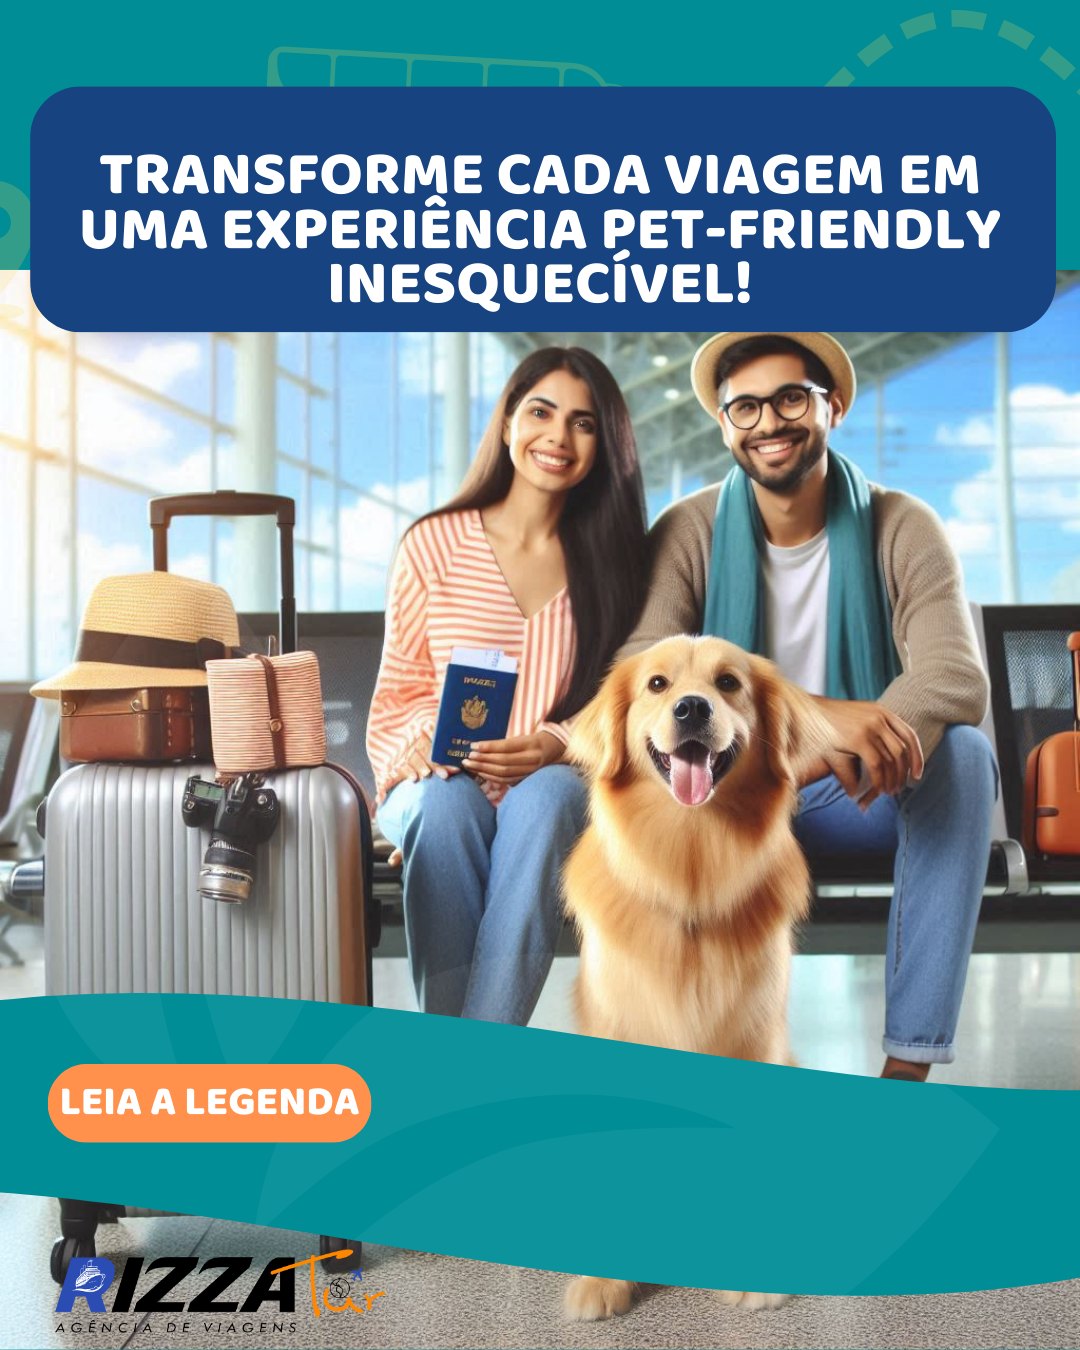 TRANSFORME CADA VIAGEM EM
UMA EXPERIÊNCIA PET-FRIENDLY
INESQUECÍVEL!
LEIA A LEGENDA
RIZZA Tur
AGÊNCIA DE VIAGENS